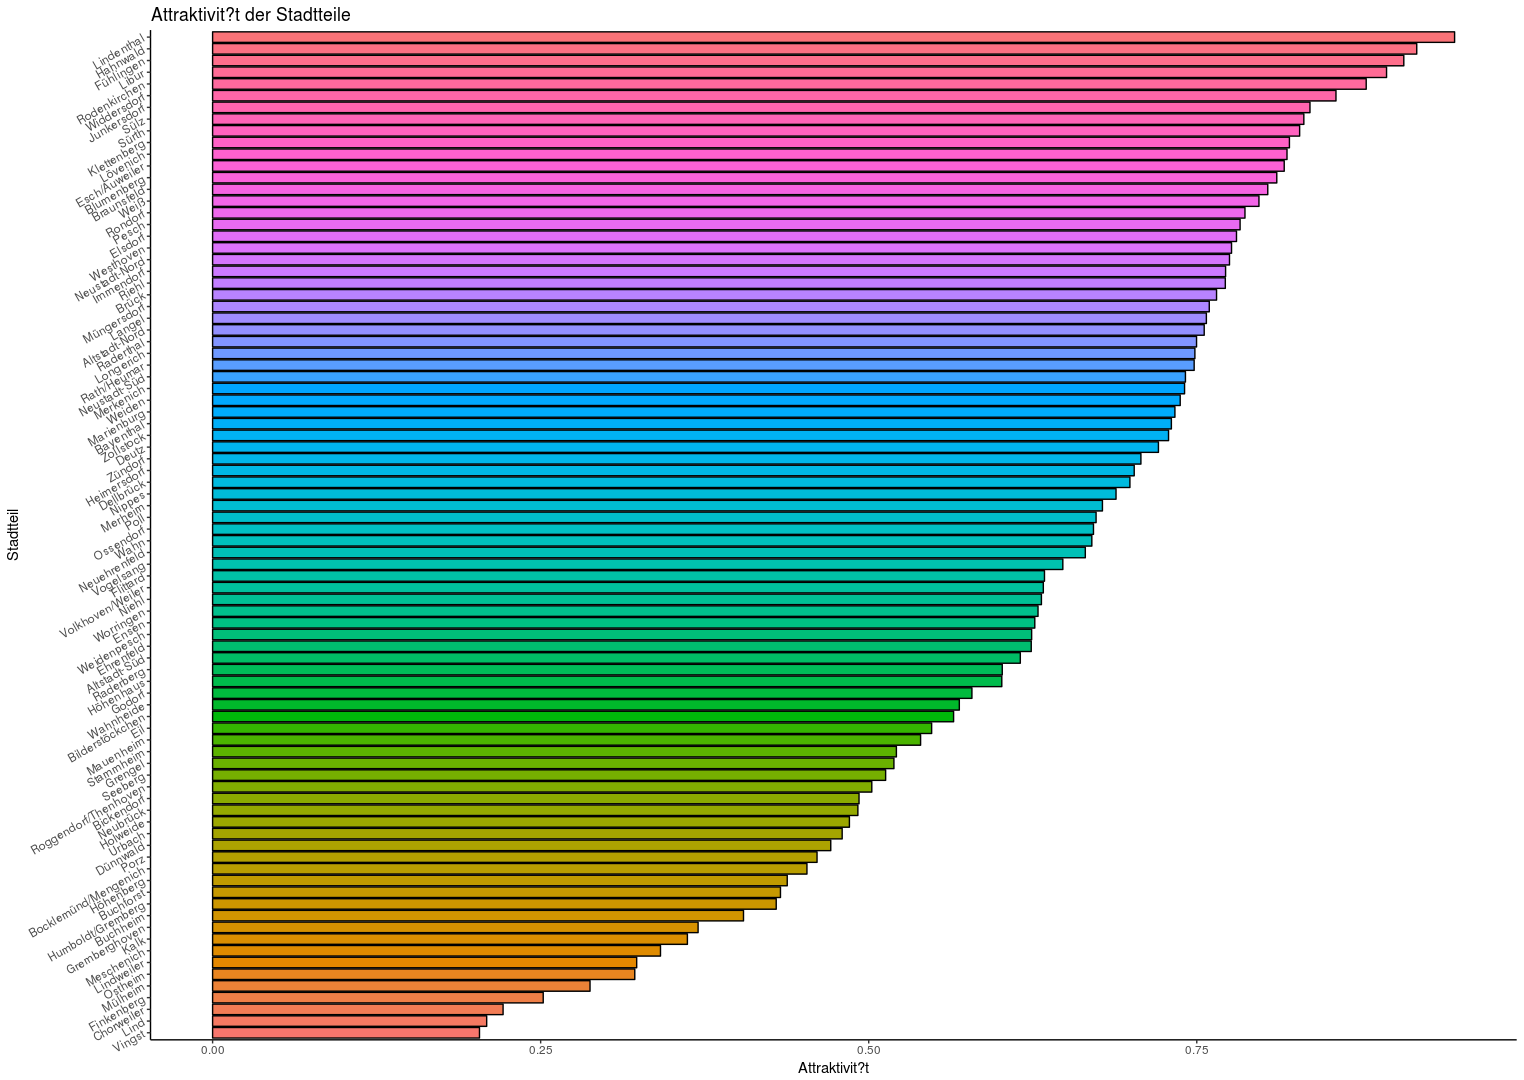 Attraktivit?t der Stadtteile
Lindenthal
Hahnwald
Fühlingen
Libur
Rodenkirchen
Widdersdorf
Junkersdorf
Sülz
Sürth
Klettenberg
Lövenich
Esch/Auweiler
Blumenberg
Braunsfeld
Weiß
Rondorf
Pesch
Elsdorf
Westhoven
Neustadt-Nord
Immendorf
Riehl
Brück
Müngersdorf
Langel
Altstadt-Nord
Raderthal
Longerich
Rath/Heumar
Neustadt-Süd
Merkenich
Weiden
Marienburg
Bayenthal
Zollstock
Deutz
Zündorf
Heimersdorf
Dellbrück
Nippes
Merheim
Poll
Ossendorf
Wahn
Neuehrenfeld
Vogelsang
Flittard
Volkhoven/Weiler
Niehl
Worringen
Ensen
Weidenpesch
Ehrenfeld
Altstadt-Süd
Raderberg
Höhenhaus
Godorf
Wahnheide
Bilderstöckchen
Eil
Mauenheim
Stammheim
Grengel
Seeberg
Roggendorf/Thenhoven
Bickendorf
Neubrück
Holweide
Urbach
Dünnwald
Porz
Bocklemünd/Mengenich
Höhenberg
Buchforst
Humboldt/Gremberg
Buchheim
Gremberghoven
Kalk
Meschenich
Lindweiler
Ostheim
Mülheim
Finkenberg
Chorweiler
Lind
Vingst
Stadtteil
0.00 0.25 0.50 0.75
Attraktivit?t